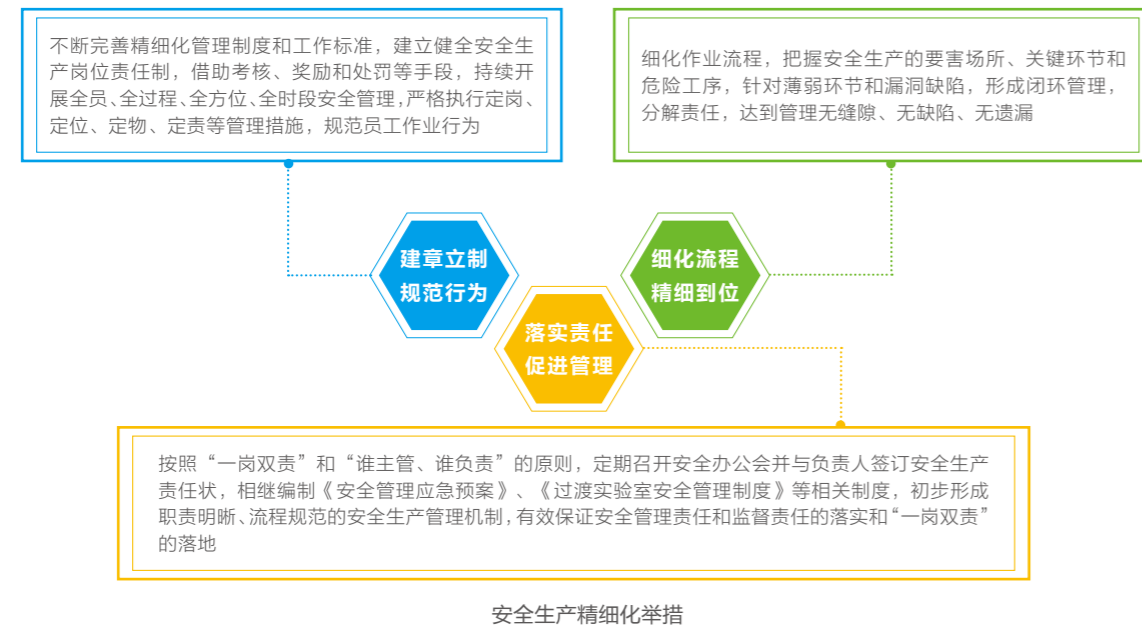 不断完善精细化管理制度和工作标准，建立健全安全生
产岗位责任制，借助考核、奖励和处罚等手段，持续开
展全员、全过程、全方位、全时段安全管理，严格执行定岗、
定位、定物、定责等管理措施，规范员工作业行为
细化作业流程，把握安全生产的要害场所、关键环节和
危险工序，针对薄弱环节和漏洞缺陷，形成闭环管理，
分解责任，达到管理无缝隙、无缺陷、无遗漏
建章立制
规范行为
细化流程
精细到位
落实责任
促进管理
按照“一岗双责”和“谁主管、谁负责”的原则，定期召开安全办公会并与负责人签订安全生产
责任状，相继编制《安全管理应急预案》、《过渡实验室安全管理制度》等相关制度，初步形成
职责明晰、流程规范的安全生产管理机制，有效保证安全管理责任和监督责任的落实和“一岗双责”
的落地
安全生产精细化举措